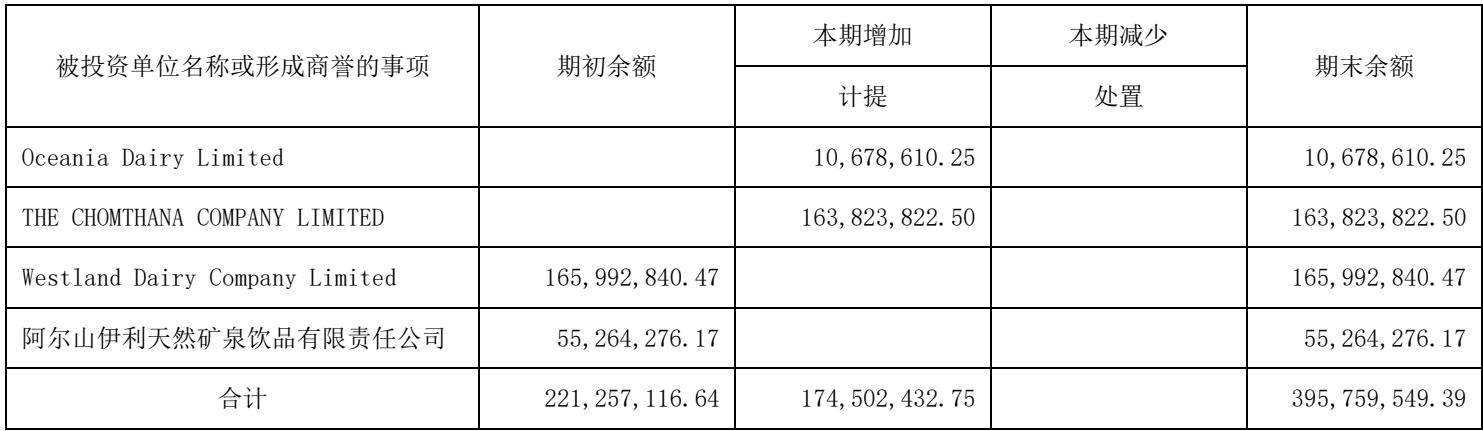 被投资单位名称或形成商誉的事项 期初余额 本期增加 本期减少 期末余额
计提 处置
Oceania Dairy Limited 10,678,610.25 10,678,610.25
THE CHOMTHANA COMPANY LIMITED 163,823,822.50 163,823,822.50
Westland Dairy Company Limited 165,992,840.47 165,992,840.47
阿尔山伊利天然矿泉饮品有限责任公司 55,264,276.17 55,264,276.17
合计 221,257,116.64 174,502,432.75 395,759,549.39